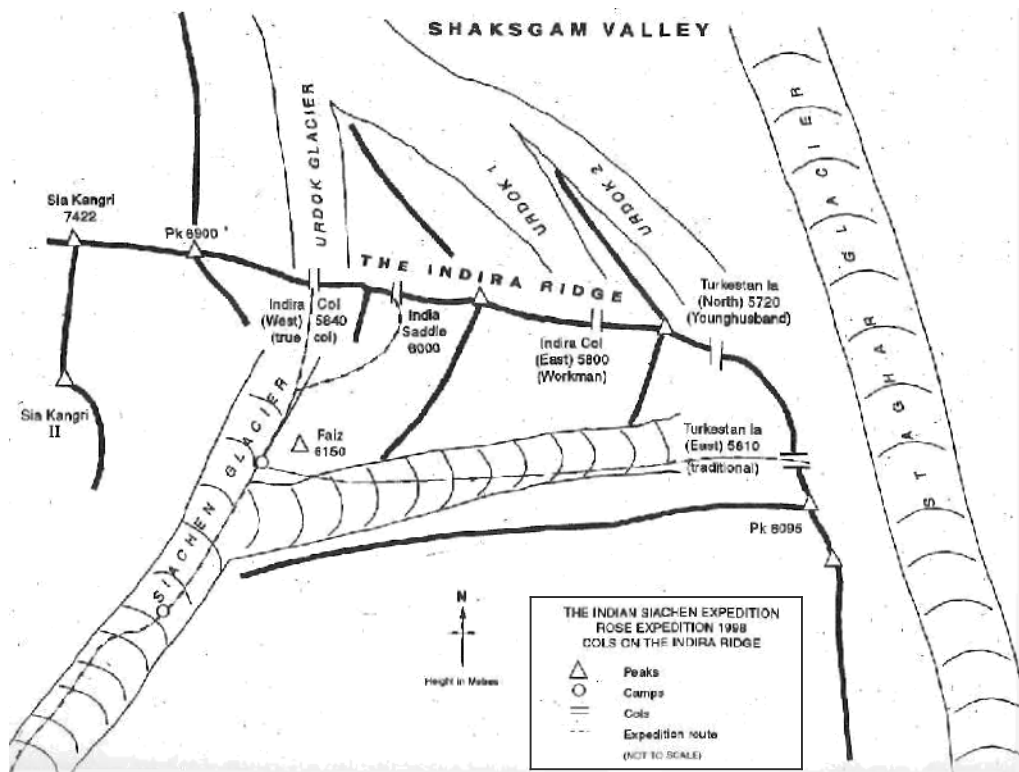 SHAKSGAM VALLEY
URDOK GLACIER
URDOK 1
URDOK 2
STAGHAR GLACIER
Sia Kangri
7422
Pk 6900
THE INDIRA RIDGE
Turkestan la
(North) 5720
(Younghusband)
Indira Col
(West) 5840
(true col)
India
Saddle
6000
Indira Col
(East) 5800
(Workman)
Sia Kangri
II
Faiz
6150
SIACHEN GLACIER
Turkestan la
(East) 5610
(traditional)
Pk 6095
N
Height in Metres
THE INDIAN SIACHEN EXPEDITION
ROSE EXPEDITION 1998
COLS ON THE INDIRA RIDGE
Peaks
Camps
Cols
Expedition route
(NOT TO SCALE)